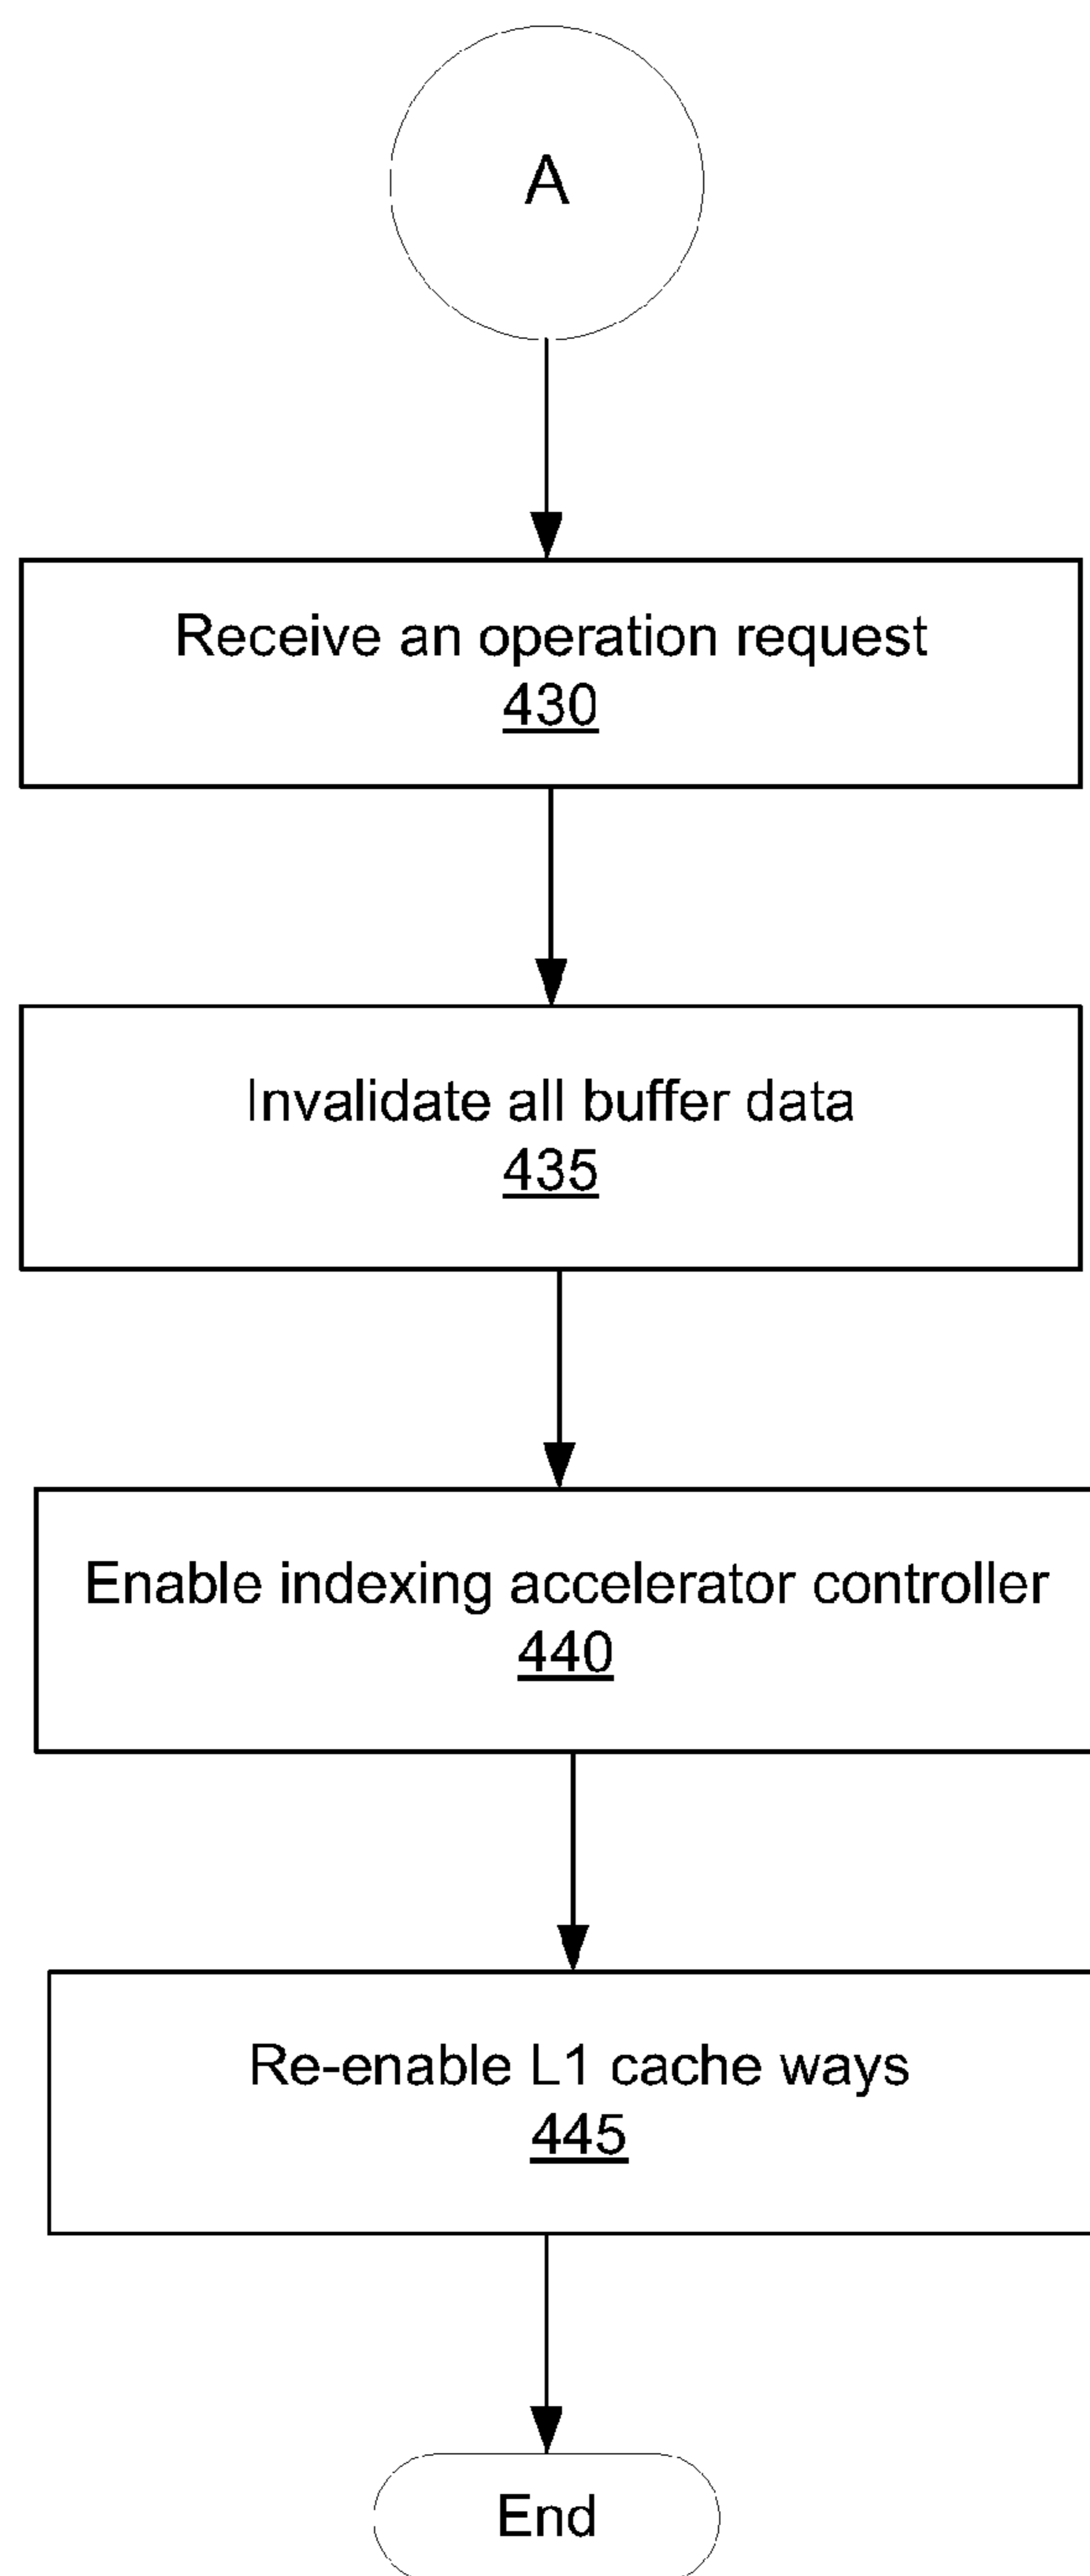 A
Receive an operation request
430
Invalidate all buffer data
435
Enable indexing accelerator controller
440
Re-enable L1 cache ways
445
End